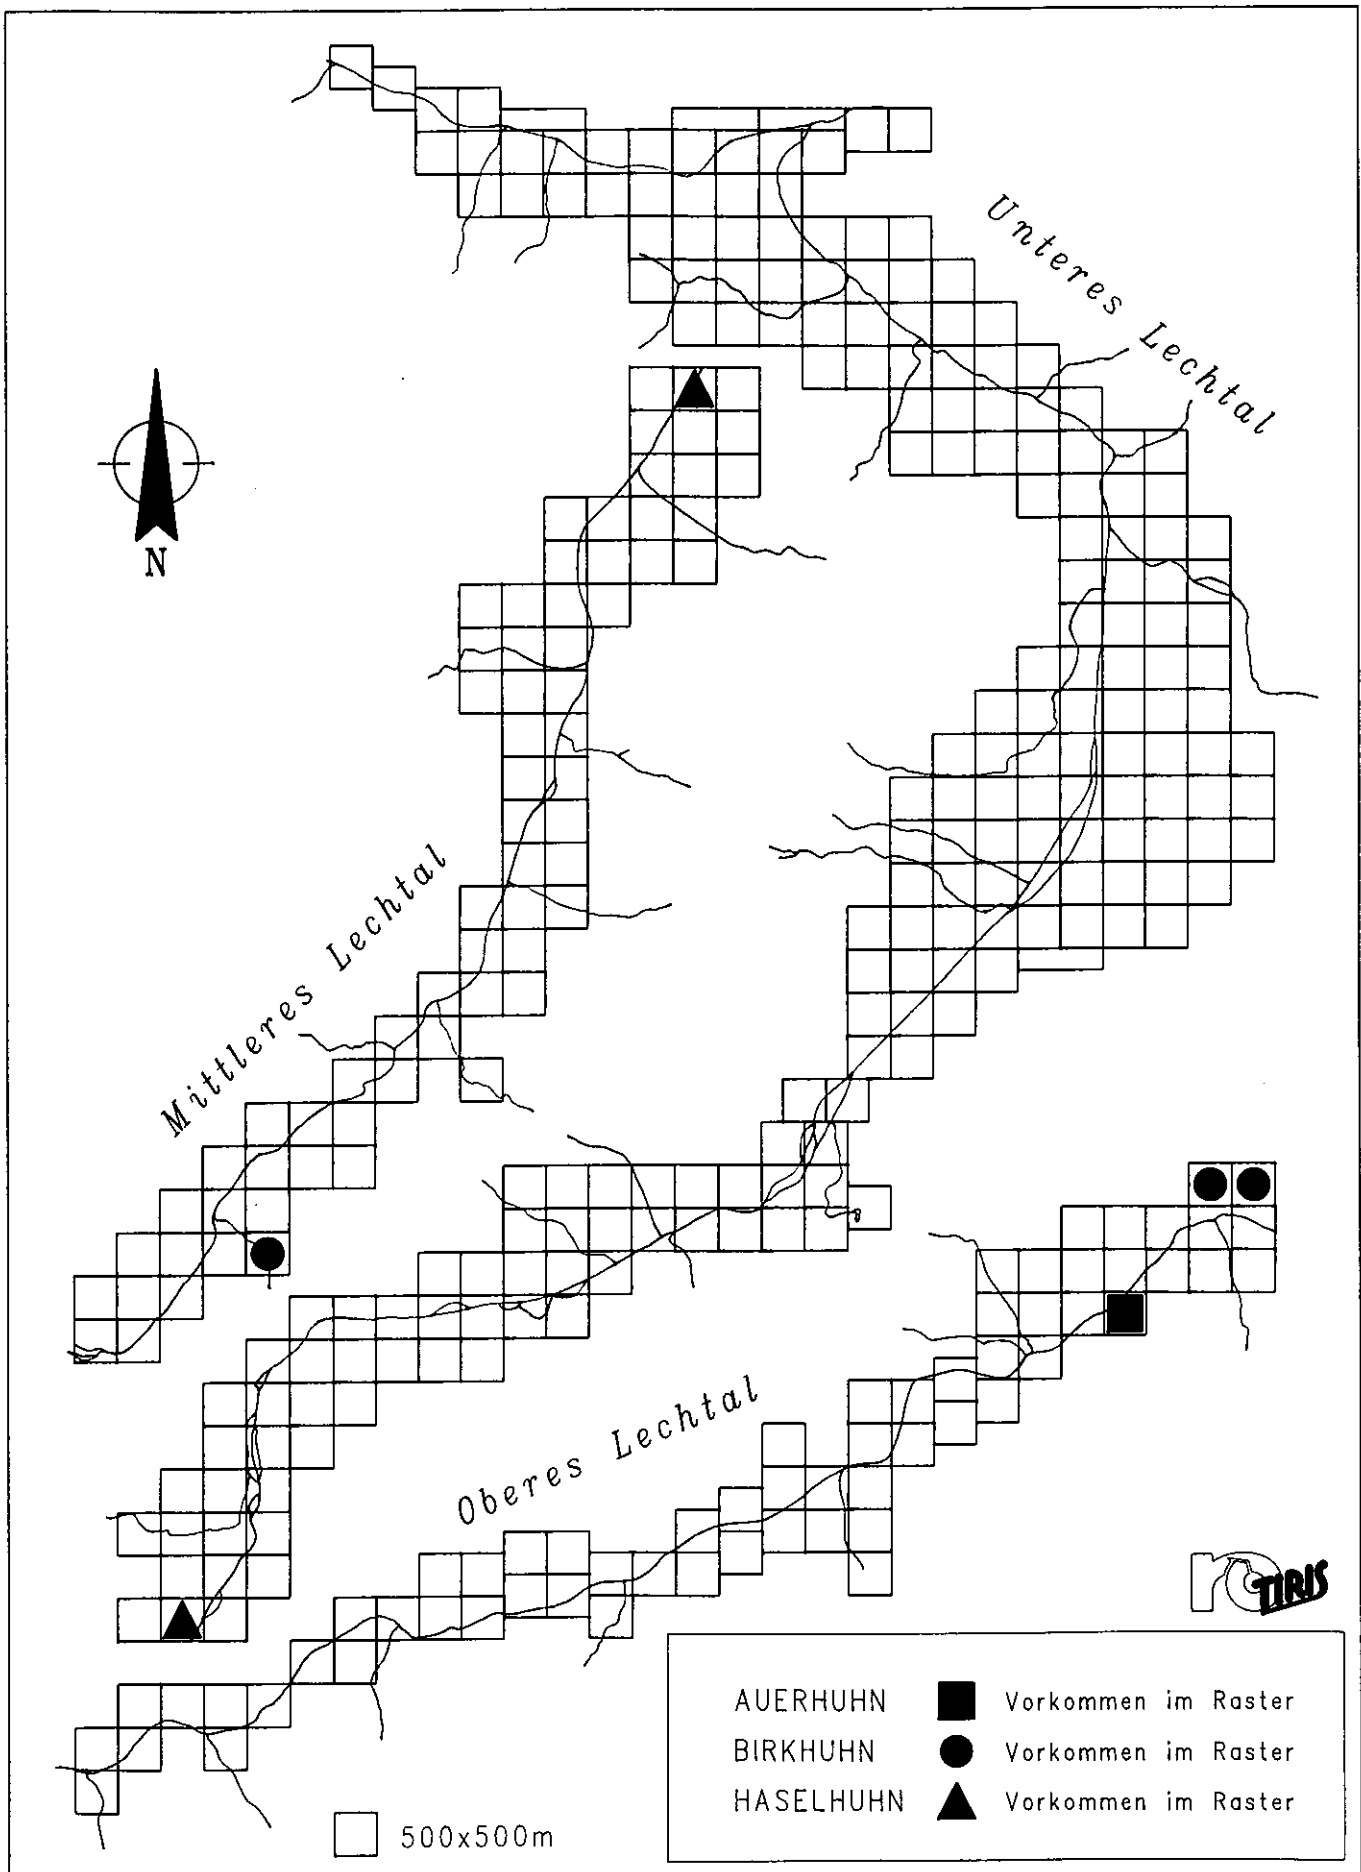 Unteres Lechtal
N
Mittleres Lechtal
Oberes Lechtal
TIRIS
AUERHUHN Vorkommen im Raster
BIRKHUHN Vorkommen im Raster
HASELHUHN Vorkommen im Raster
500x500m